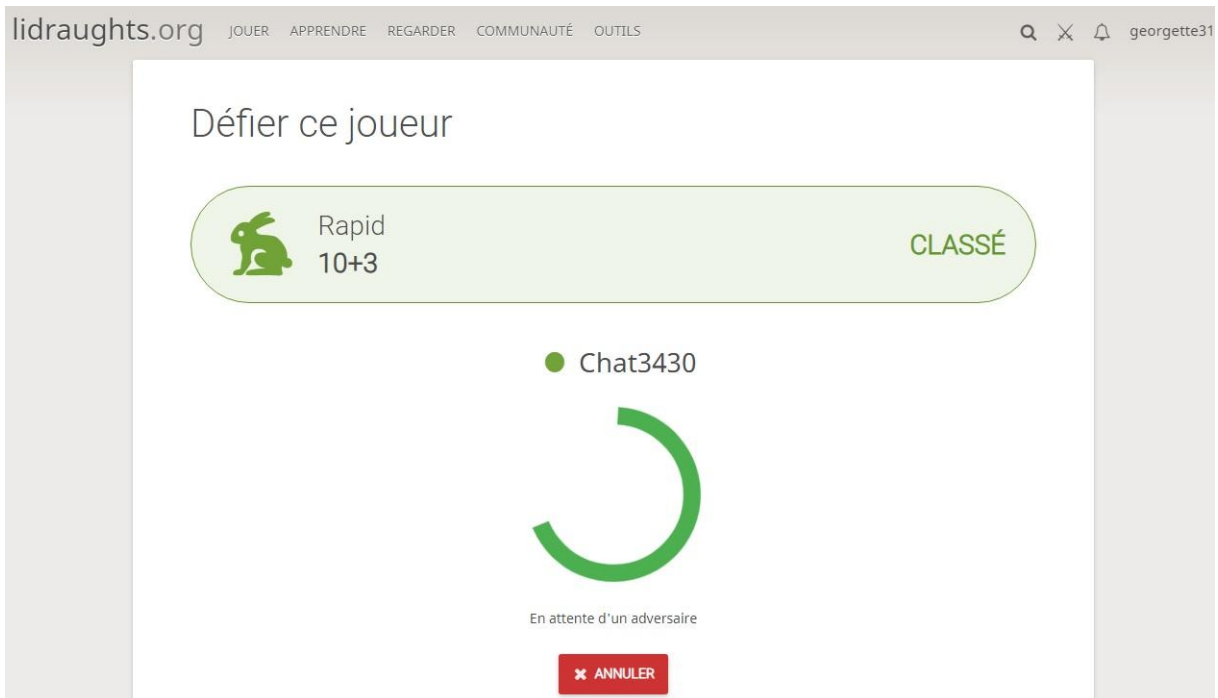 lidraughts.org JOUER APPRENDRE REGARDER COMMUNAUTÉ OUTILS georgette31
Défier ce joueur
Rapid
10+3
CLASSÉ
Chat3430
En attente d'un adversaire
ANNULER